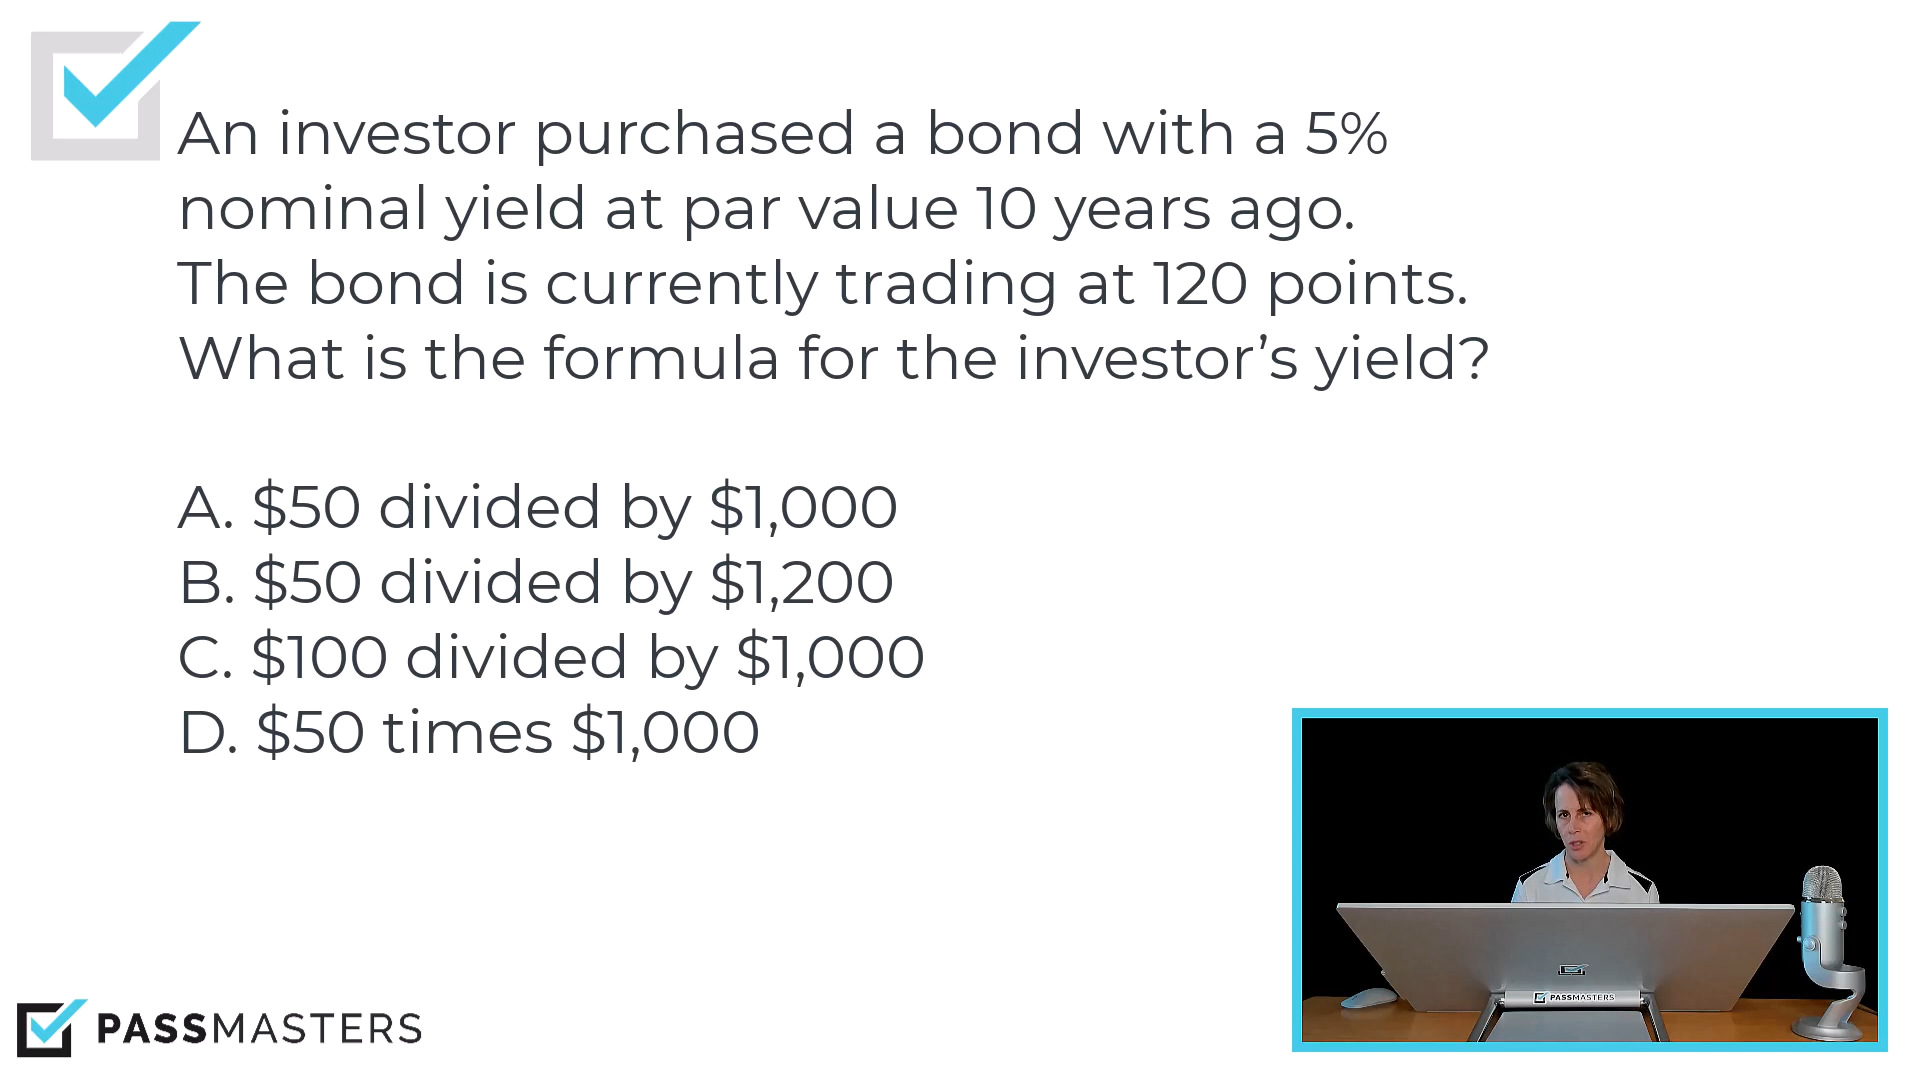 An investor purchased a bond with a 5%
nominal yield at par value 10 years ago.
The bond is currently trading at 120 points.
What is the formula for the investor’s yield?
A. $50 divided by $1,000
B. $50 divided by $1,200
C. $100 divided by $1,000
D. $50 times $1,000
PASSMASTERS
PASSMASTERS